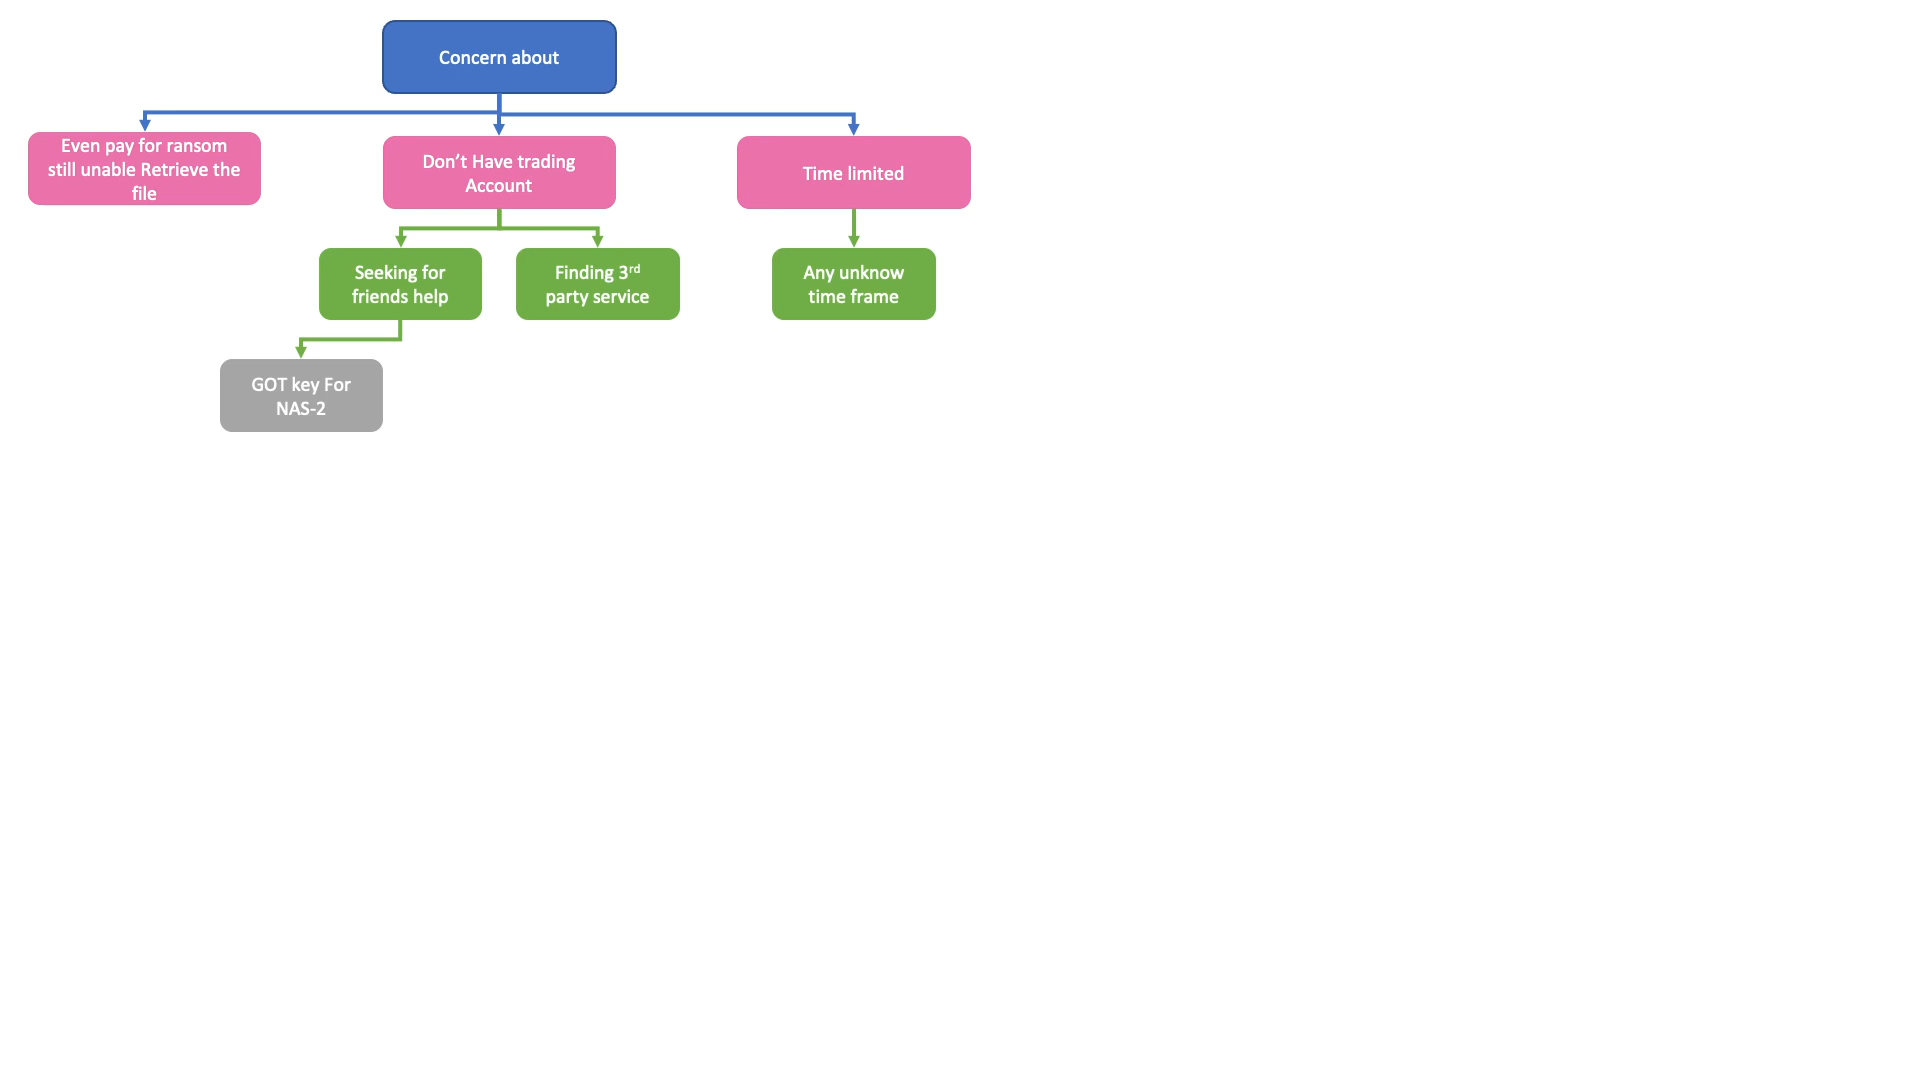 Concern about
Even pay for ransom
still unable Retrieve the
file
Don’t Have trading
Account
Time limited
Seeking for
friends help
Finding 3rd
party service
Any unknow
time frame
GOT key For
NAS-2